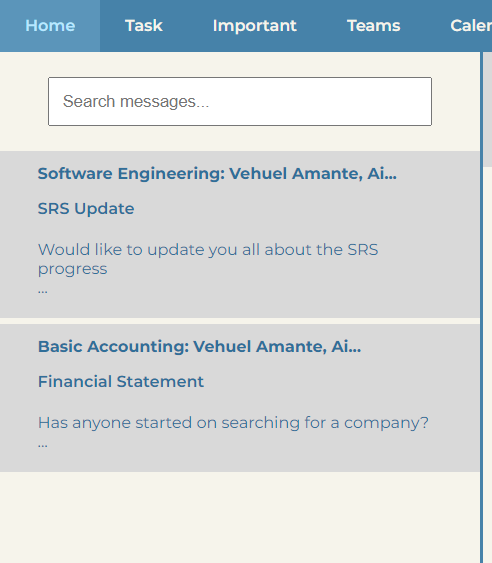 Home Task Important Teams Caler
Search messages...
Software Engineering: Vehuel Amante, Ai...
SRS Update
Would like to update you all about the SRS
progress
...
Basic Accounting: Vehuel Amante, Ai...
Financial Statement
Has anyone started on searching for a company?
...